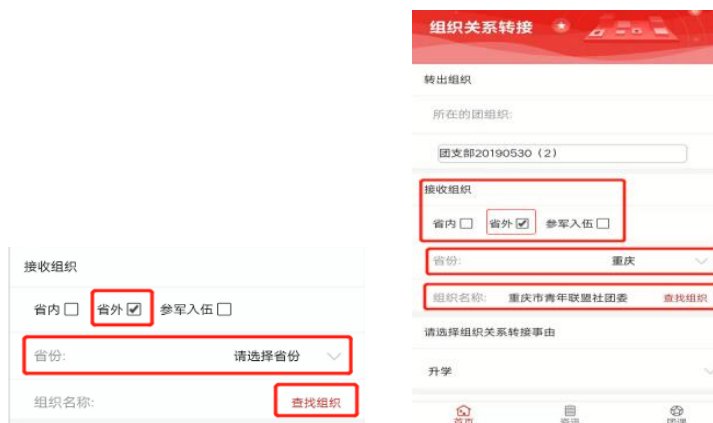 接收组织
省内 省外 参军入伍
省份: 请选择省份
组织名称: 查找组织
组织关系转接
转出组织
所在的团组织:
团支部20190530（2）
接收组织
省内 省外 参军入伍
省份: 重庆
组织名称: 重庆市青年联盟社团委 查找组织
请选择组织关系转接事由
升学
首页